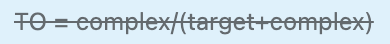 TO = complex/(target+complex)